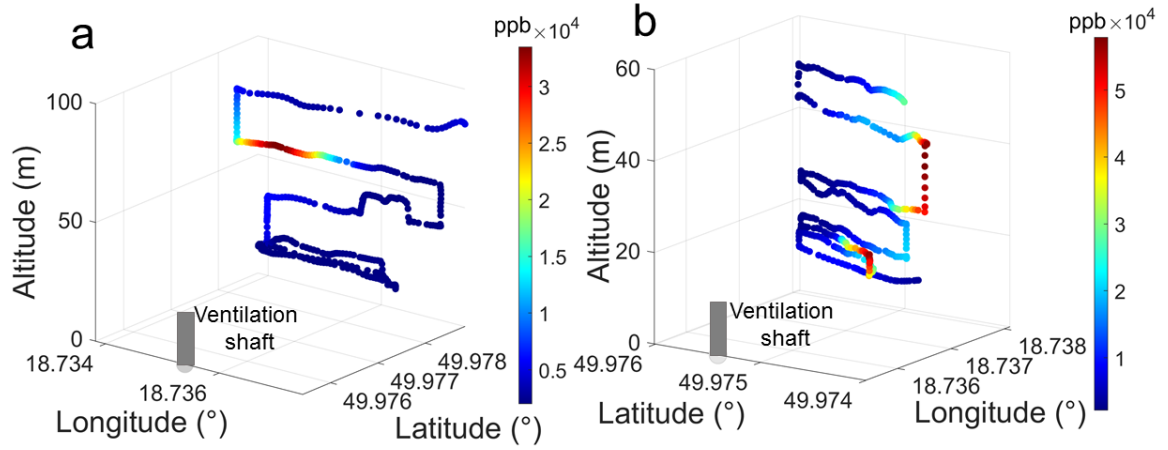 a
ppb×10⁴
100
50
0
Altitude (m)
18.734
18.736
Longitude (°)
49.976
49.977
49.978
Latitude (°)
Ventilation
shaft
3
2.5
2
1.5
1
0.5
b
ppb×10⁴
60
40
20
0
Altitude (m)
49.976
49.975
49.974
Latitude (°)
18.736
18.737
18.738
Longitude (°)
Ventilation
shaft
5
4
3
2
1